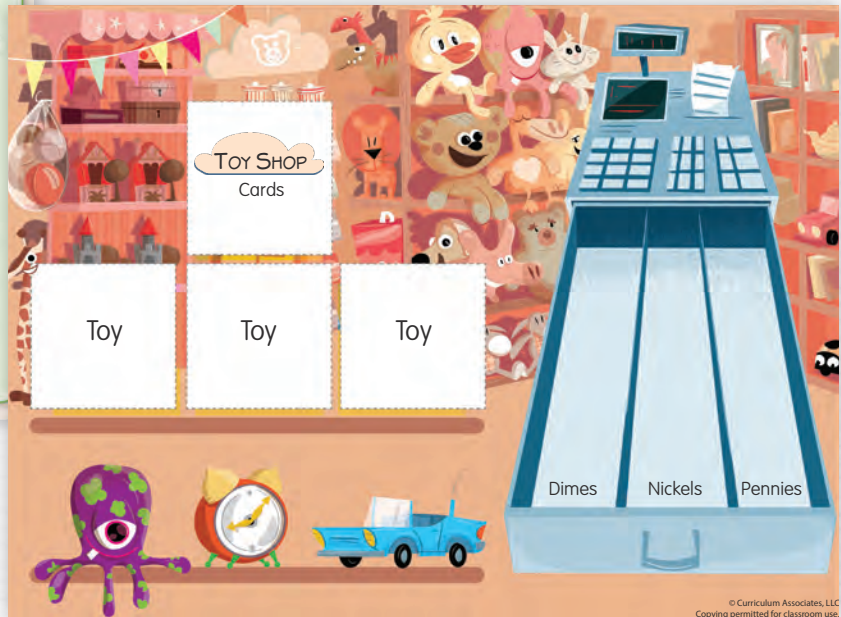 TOY SHOP
Cards
Toy
Toy
Toy
Dimes
Nickels
Pennies
© Curriculum Associates, LLC
Copying permitted for classroom use.